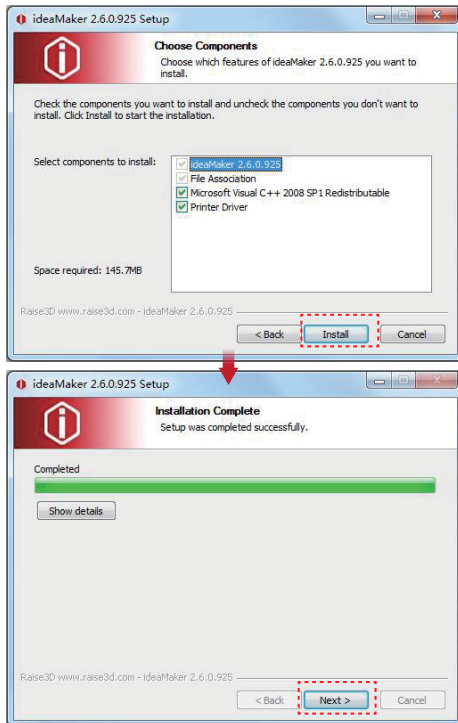 ideaMaker 2.6.0.925 Setup
Choose Components
Choose which features of ideaMaker 2.6.0.925 you want to
install.
Check the components you want to install and uncheck the components you don't want to
install. Click Install to start the installation.
Select components to install:
ideaMaker 2.6.0.925
File Association
Microsoft Visual C++ 2008 SP1 Redistributable
Printer Driver
Space required: 145.7MB
Raise3D www.raise3d.com - ideaMaker 2.6.0.925
< Back Install Cancel
ideaMaker 2.6.0.925 Setup
Installation Complete
Setup was completed successfully.
Completed
Show details
Raise3D www.raise3d.com - ideaMaker 2.6.0.925
< Back Next > Cancel